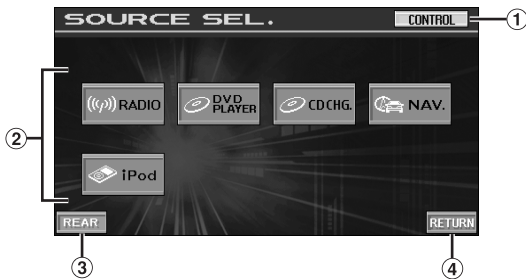 SOURCE SEL.
CONTROL
1
((φ)) RADIO
DVD PLAYER
CD CHG.
NAV.
2
iPod
REAR
RETURN
3
4